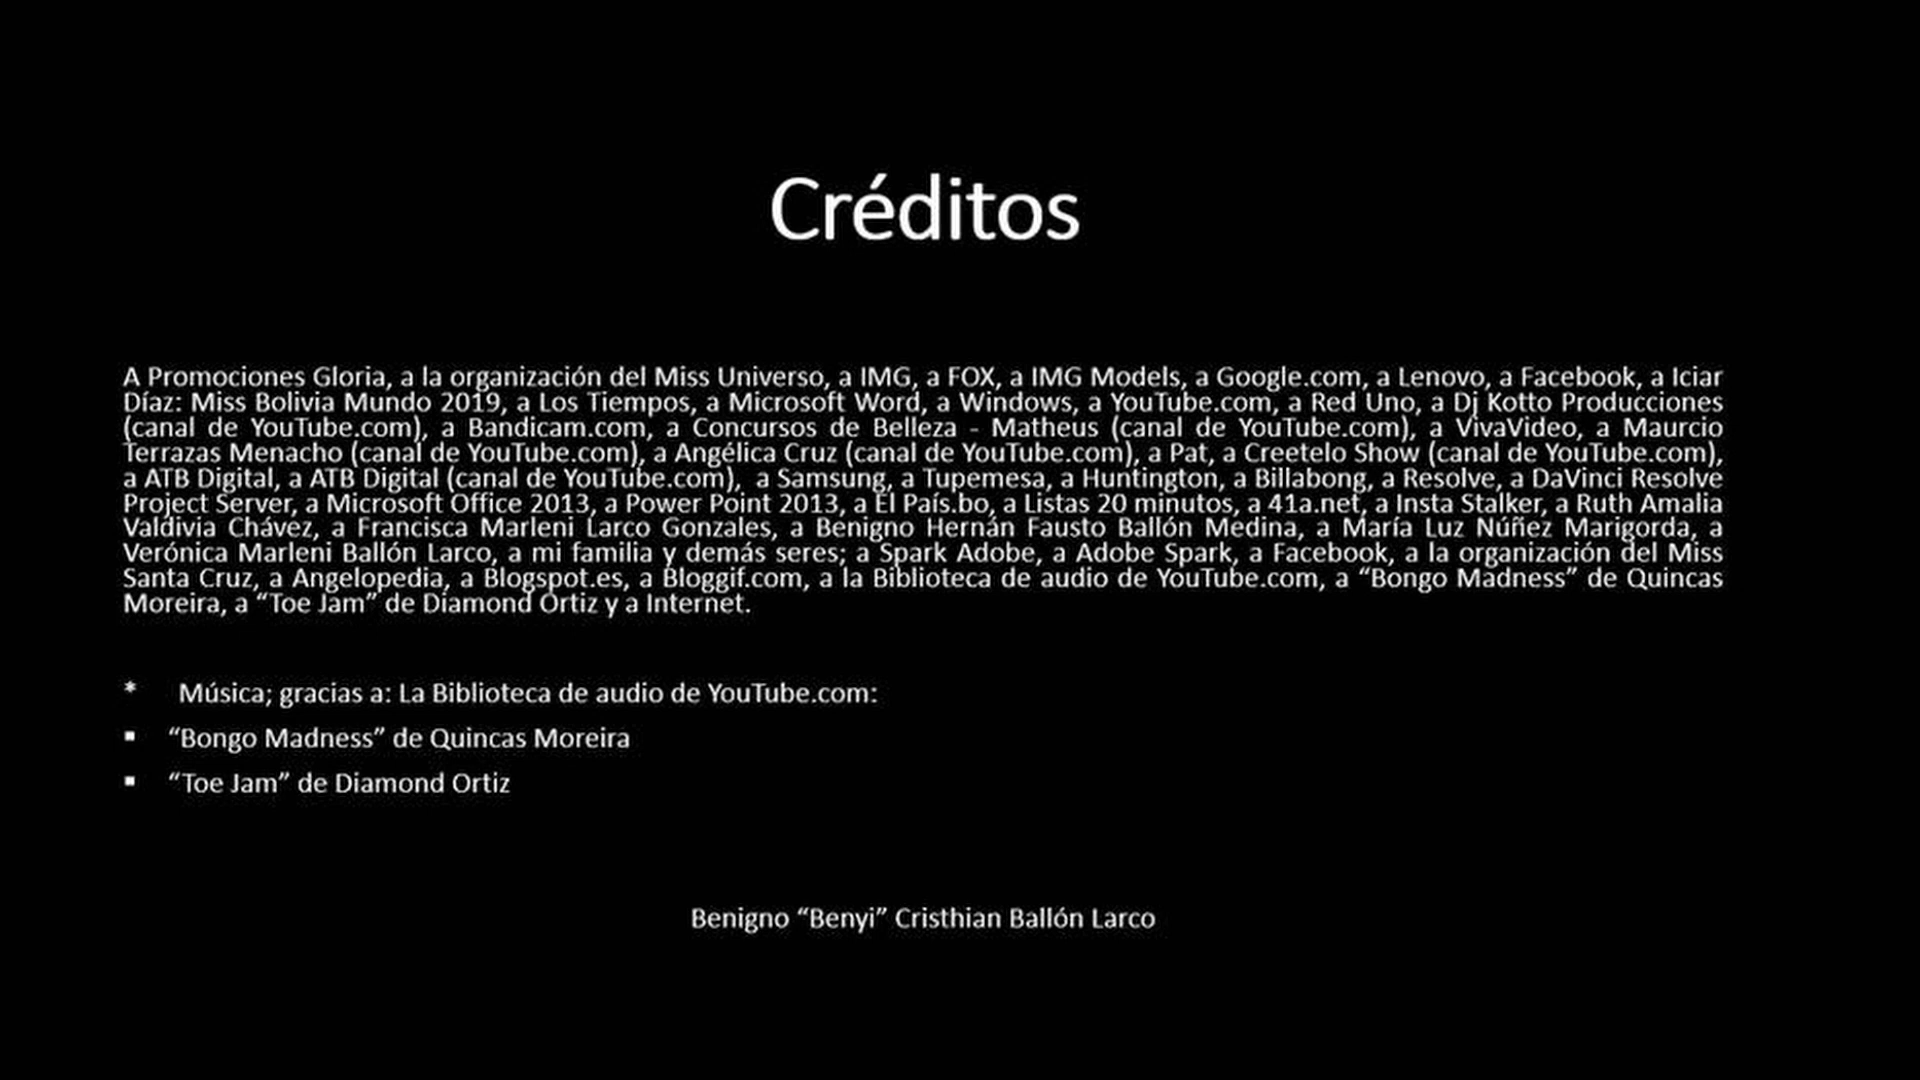 Créditos
A Promociones Gloria, a la organización del Miss Universo, a IMG, a FOX, a IMG Models, a Google.com, a Lenovo, a Facebook, a Iciar
Díaz: Miss Bolivia Mundo 2019, a Los Tiempos, a Microsoft Word, a Windows, a YouTube.com, a Red Uno, a Dj Kotto Producciones
(canal de YouTube.com), a Bandicam.com, a Concursos de Belleza - Matheus (canal de YouTube.com), a VivaVideo, a Maurcio
Terrazas Menacho (canal de YouTube.com), a Angélica Cruz (canal de YouTube.com), a Pat, a Creetelo Show (canal de YouTube.com),
a ATB Digital, a ATB Digital (canal de YouTube.com), a Samsung, a Tupemesa, a Huntington, a Billabong, a Resolve, a DaVinci Resolve
Project Server, a Microsoft Office 2013, a Power Point 2013, a El País.bo, a Listas 20 minutos, a 41a.net, a Insta Stalker, a Ruth Amalia
Valdivia Chávez, a Francisca Marleni Larco Gonzales, a Benigno Hernán Fausto Ballón Medina, a María Luz Núñez Marigorda, a
Verónica Marleni Ballón Larco, a mi familia y demás seres; a Spark Adobe, a Adobe Spark, a Facebook, a la organización del Miss
Santa Cruz, a Angelopedia, a Blogspot.es, a Bloggif.com, a la Biblioteca de audio de YouTube.com, a “Bongo Madness” de Quincas
Moreira, a “Toe Jam” de Diamond Ortiz y a Internet.
* Música; gracias a: La Biblioteca de audio de YouTube.com:
▪ “Bongo Madness” de Quincas Moreira
▪ “Toe Jam” de Diamond Ortiz
Benigno “Benyi” Cristhian Ballón Larco